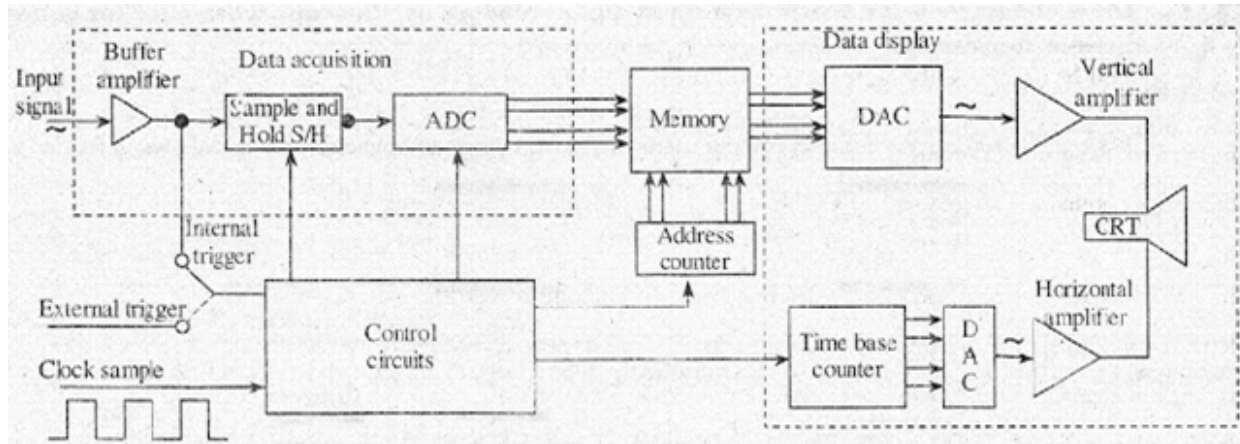 Input
signal
Buffer
amplifier
Data acquisition
Sample and
Hold S/H
ADC
Memory
Address
counter
Data display
DAC
Vertical
amplifier
CRT
Internal
trigger
External trigger
Clock sample
Control
circuits
Time base
counter
D
A
C
Horizontal
amplifier